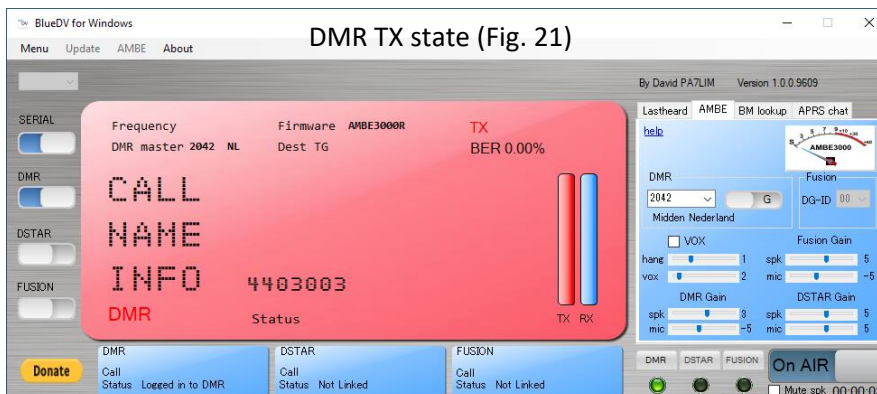 BlueDV for Windows
DMR TX state (Fig. 21)
Menu Update AMBE About
By David PA7LIM Version 1.0.0.9609
SERIAL
DMR
DSTAR
FUSION
Frequency Firmware AMBE3000R TX
DMR master 2042 NL Dest TG BER 0.00%
CALL
NAME
INFO 4403003
DMR Status TX RX
Lastheard AMBE BM lookup APRS chat
help
AMBE3000
DMR Fusion
2042 G DG-ID 00
Midden Nederland
VOX Fusion Gain
hang 1 spk 5
vox 2 mic -5
DMR Gain DSTAR Gain
spk 3 spk 5
mic -5 mic 5
Donate
DMR
Call
Status Logged in to DMR
DSTAR
Call
Status Not Linked
FUSION
Call
Status Not Linked
DMR DSTAR FUSION On AIR
Mute spk